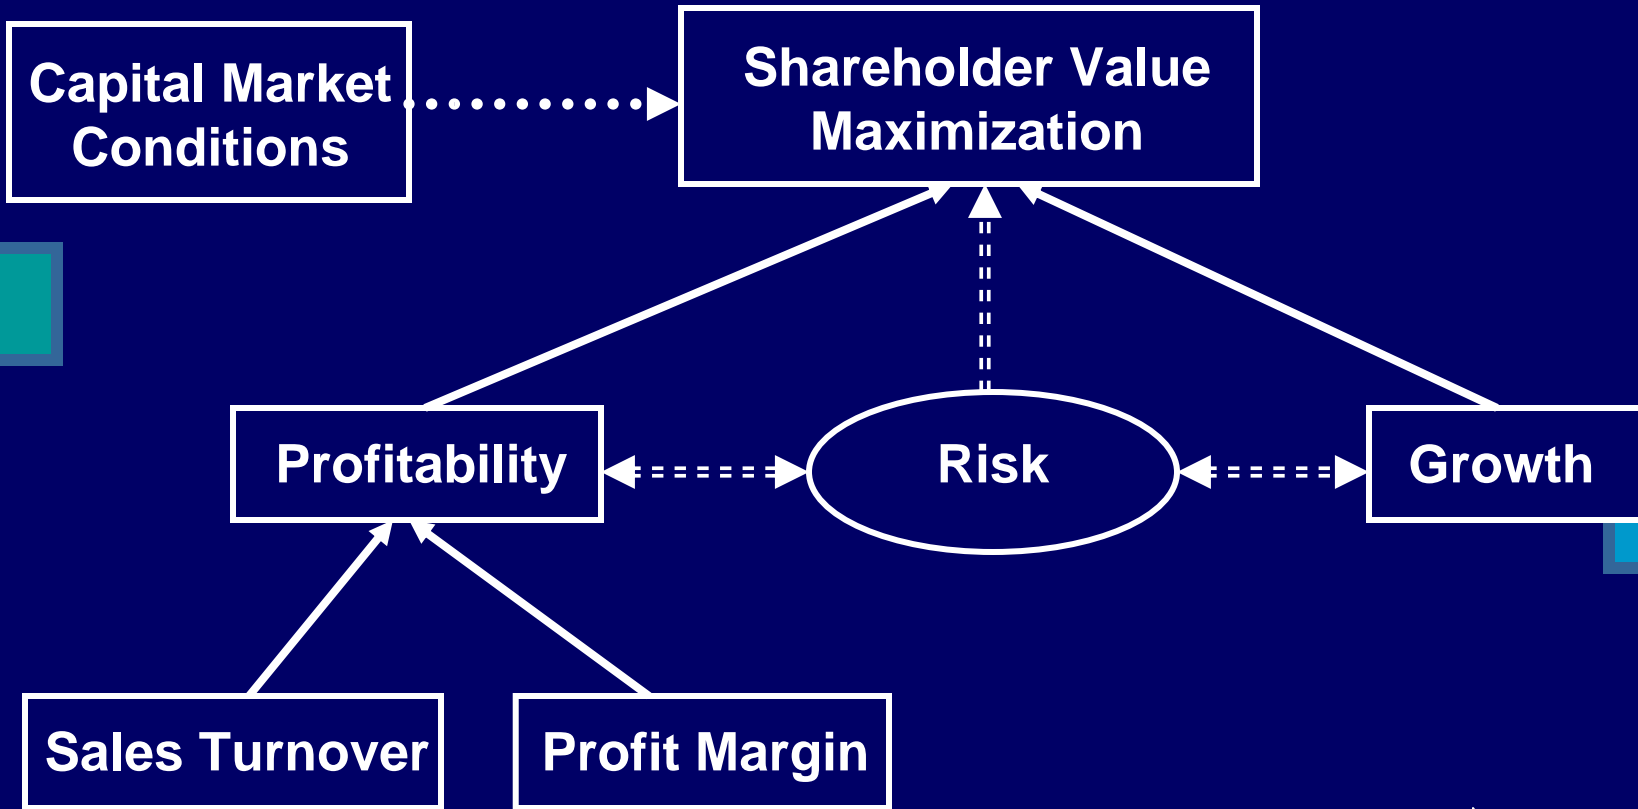 Capital Market
Conditions
Shareholder Value
Maximization
Profitability
Risk
Growth
Sales Turnover
Profit Margin